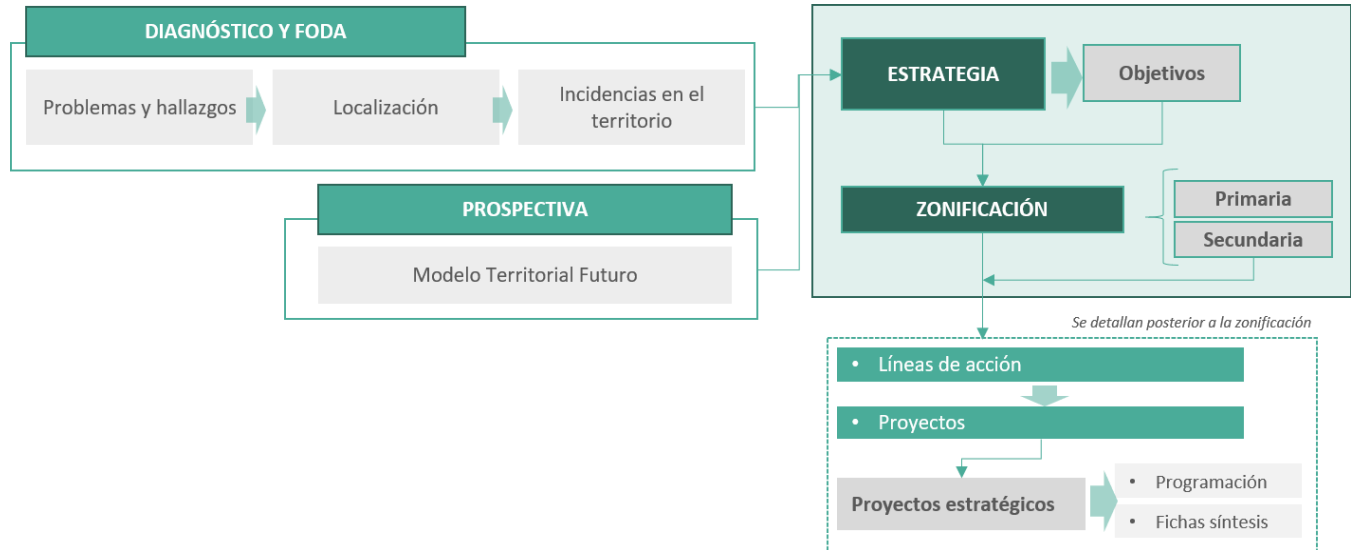 DIAGNÓSTICO Y FODA
Problemas y hallazgos
Localización
Incidencias en el
territorio
PROSPECTIVA
Modelo Territorial Futuro
ESTRATEGIA
Objetivos
ZONIFICACIÓN
Primaria
Secundaria
Se detallan posterior a la zonificación
• Líneas de acción
• Proyectos
Proyectos estratégicos
• Programación
• Fichas síntesis